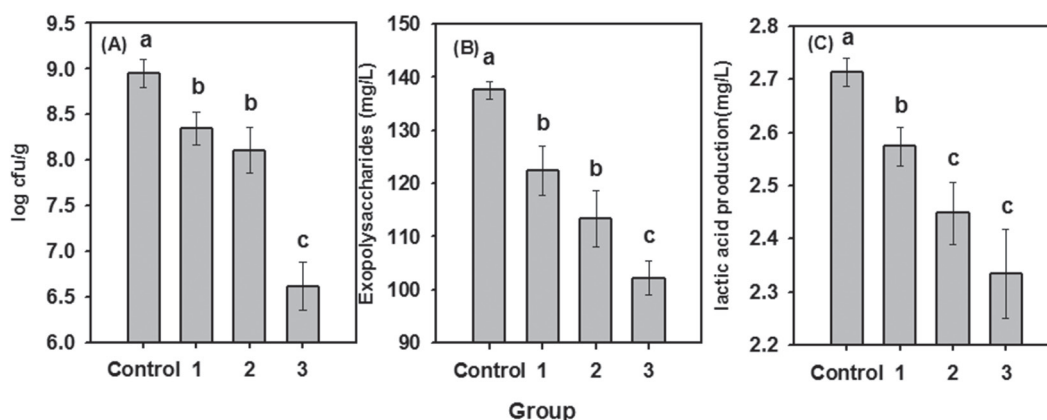 (A)
a
b
b
c
log cfu/g
9.5
9.0
8.5
8.0
7.5
7.0
6.5
6.0
Control 1 2 3
(B)
a
b
b
c
Exopolysaccharides (mg/L)
150
140
130
120
110
100
90
Control 1 2 3
(C)
a
b
c
c
lactic acid production(mg/L)
2.8
2.7
2.6
2.5
2.4
2.3
2.2
Control 1 2 3
Group